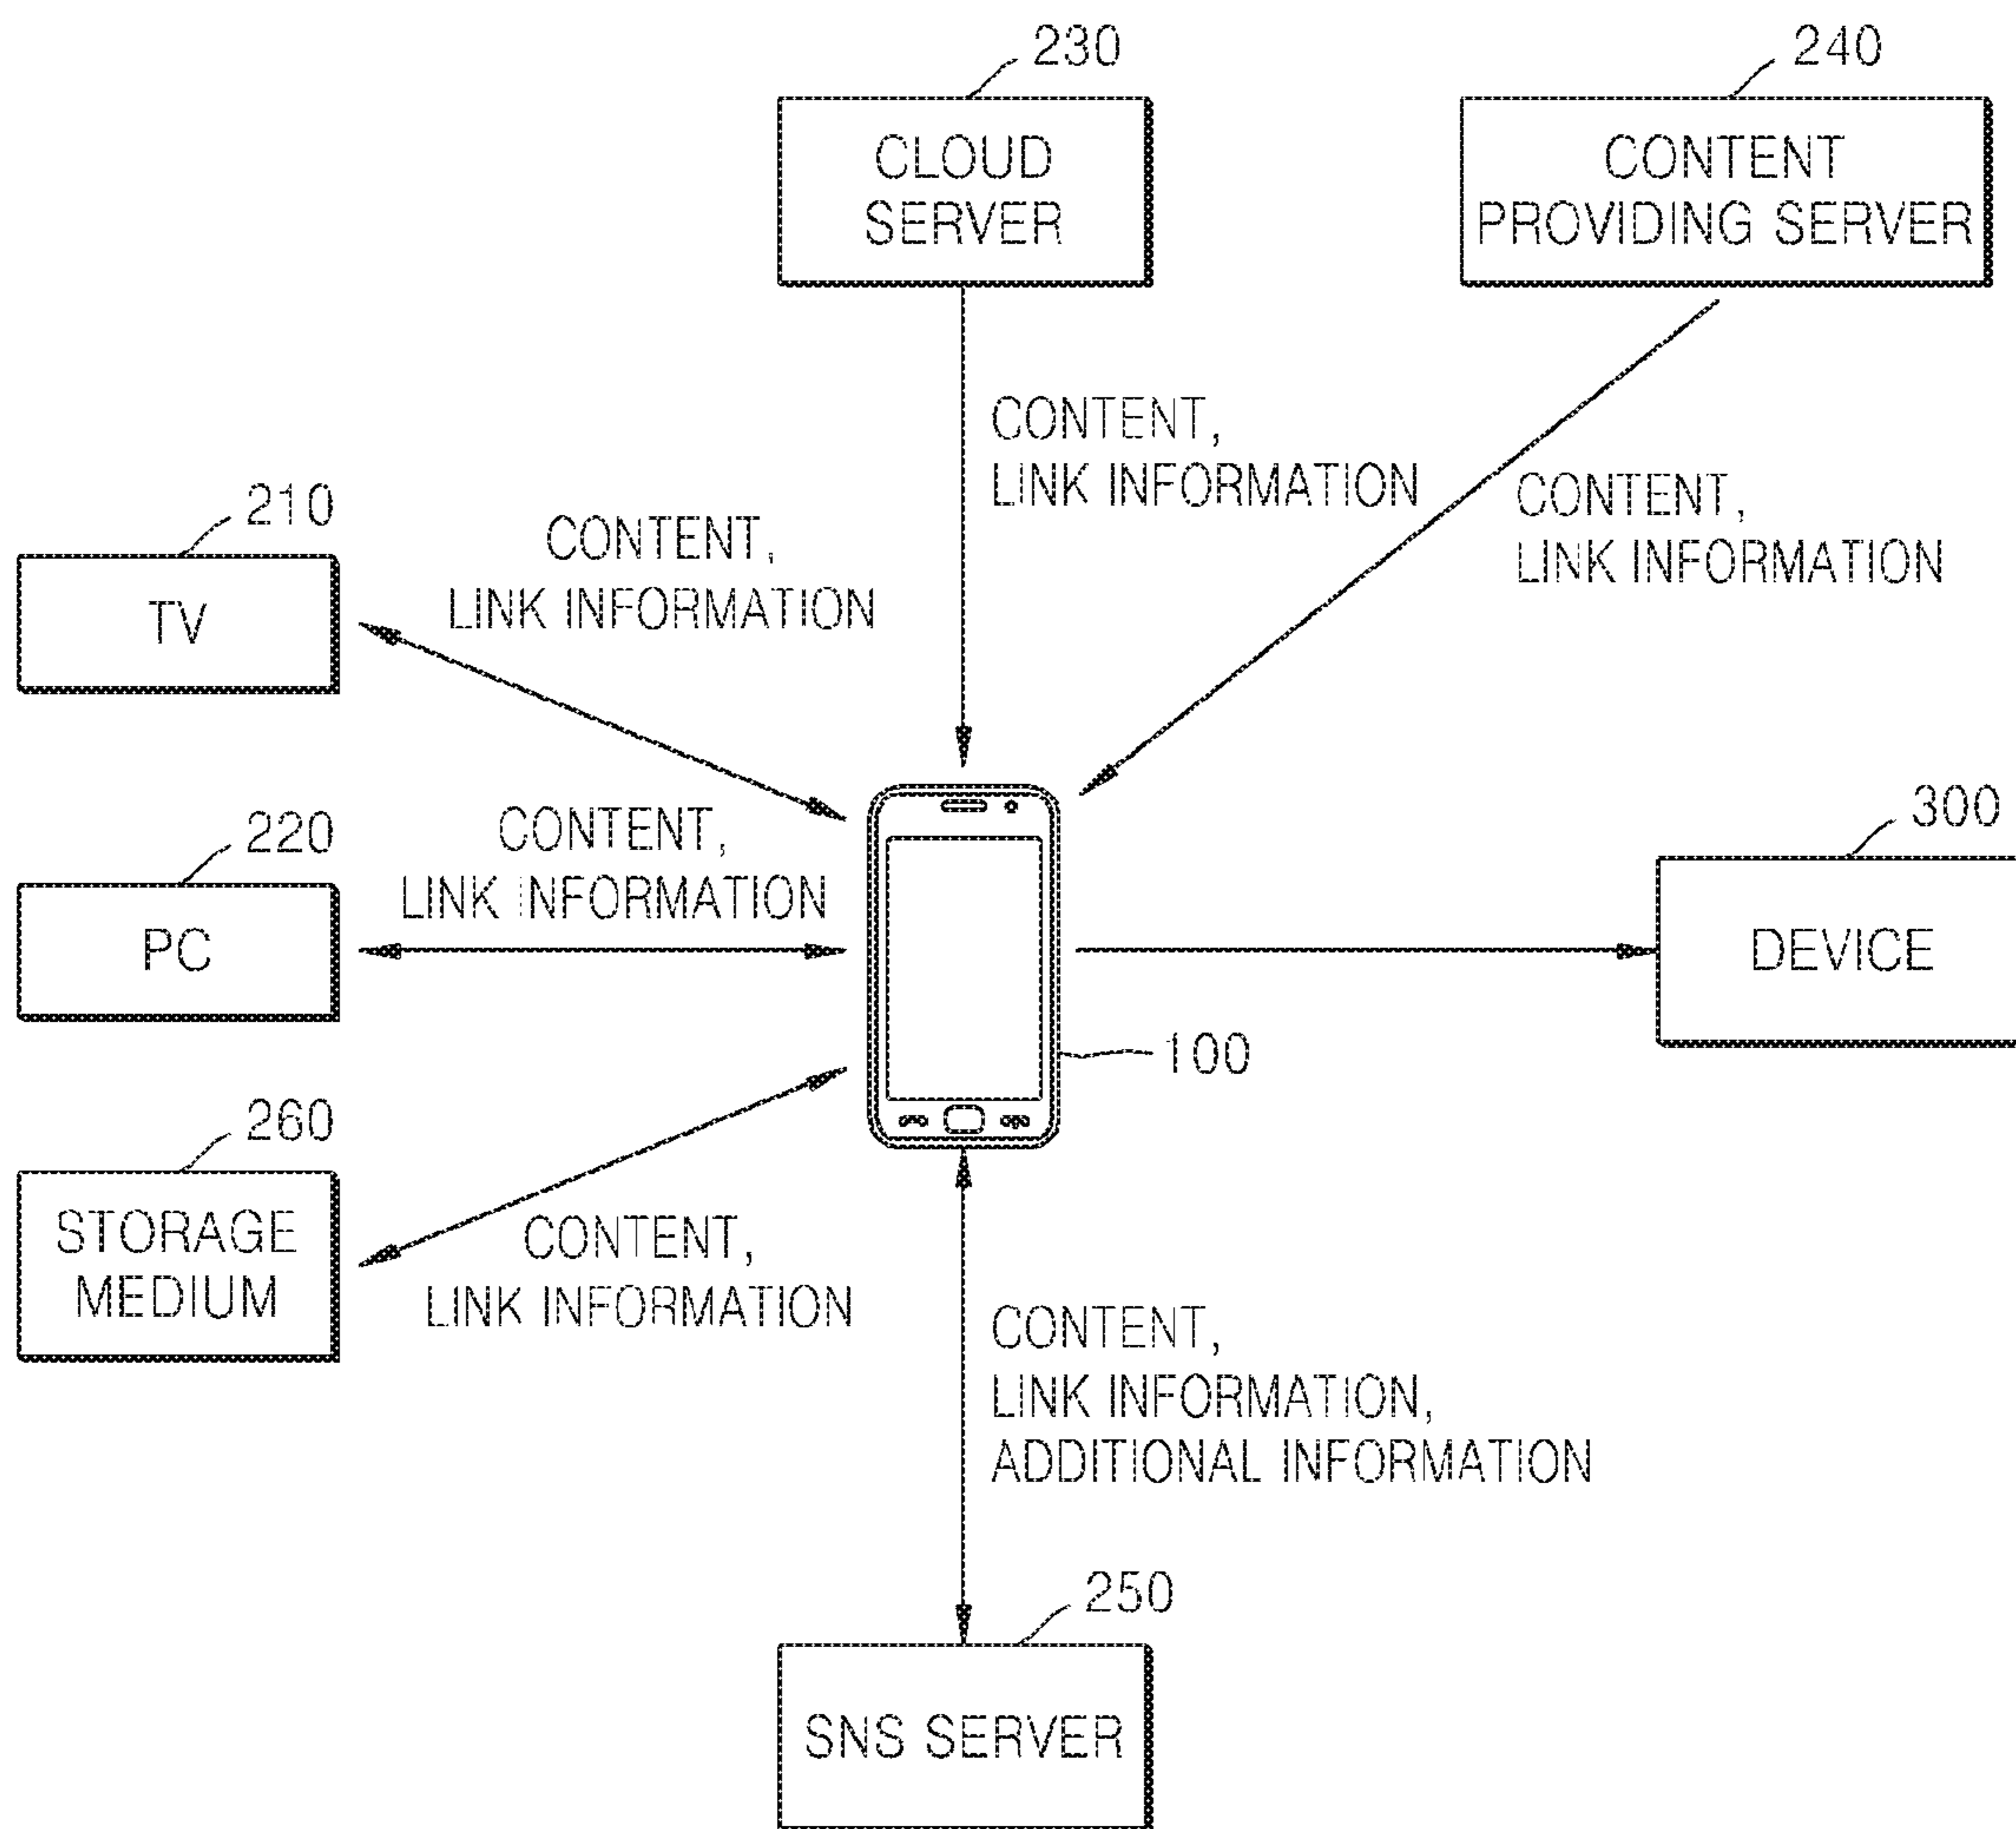 230
240
CLOUD
SERVER
CONTENT
PROVIDING SERVER
CONTENT,
LINK INFORMATION
CONTENT,
LINK INFORMATION
210
TV
CONTENT,
LINK INFORMATION
220
PC
CONTENT,
LINK INFORMATION
300
DEVICE
100
260
STORAGE
MEDIUM
CONTENT,
LINK INFORMATION
CONTENT,
LINK INFORMATION,
ADDITIONAL INFORMATION
250
SNS SERVER